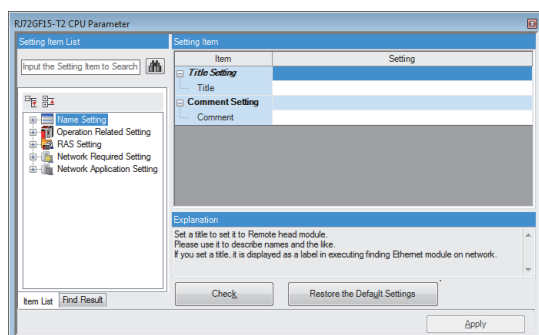 RJ72GF15-T2 CPU Parameter
Setting Item List
Input the Setting Item to Search
Name Setting
Operation Related Setting
RAS Setting
Network Required Setting
Network Application Setting
Item List Find Result
Setting Item
Item Setting
Title Setting
Title
Comment Setting
Comment
Explanation
Set a title to set it to Remote head module.
Please use it to describe names and the like.
If you set a title, it is displayed as a label in executing finding Ethernet module on network.
Check Restore the Default Settings
Apply